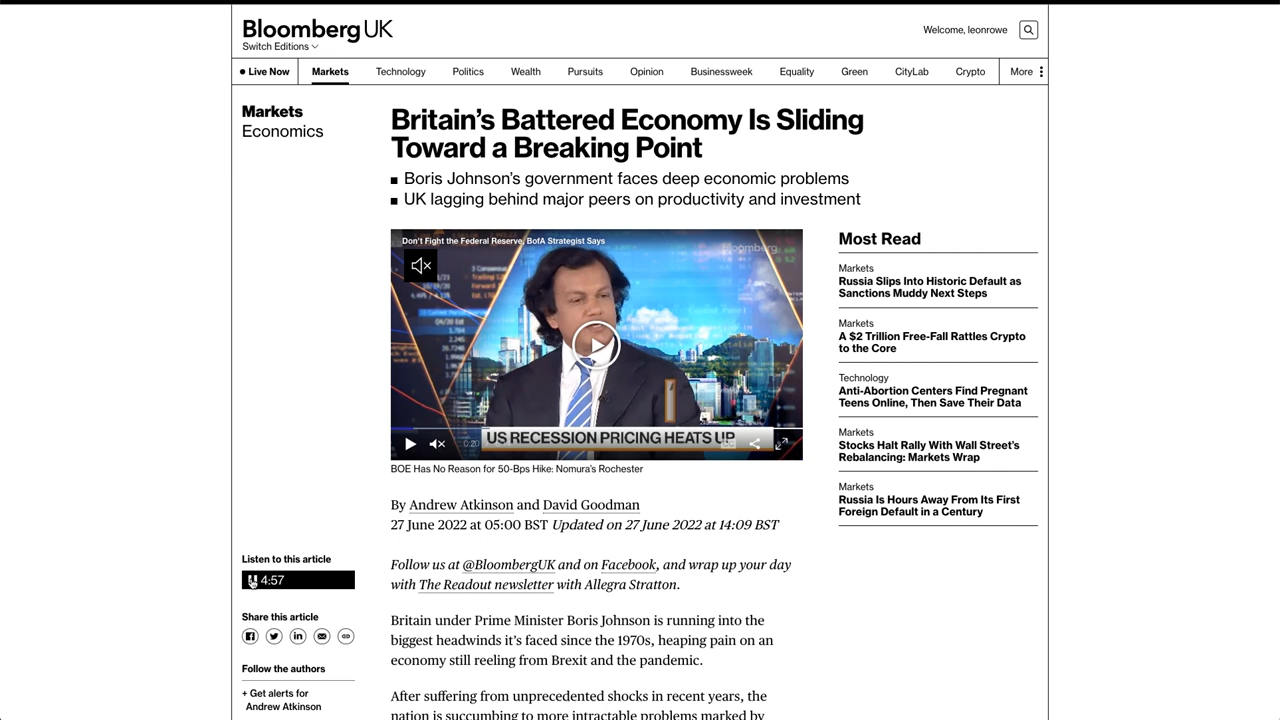 Bloomberg UK
Switch Editions
Welcome, leonrowe
Live Now
Markets
Technology
Politics
Wealth
Pursuits
Opinion
Businessweek
Equality
Green
CityLab
Crypto
More
Markets
Economics
Britain’s Battered Economy Is Sliding
Toward a Breaking Point
Boris Johnson’s government faces deep economic problems
UK lagging behind major peers on productivity and investment
Don't Fight the Federal Reserve, BofA Strategist Says
Bloomberg
US RECESSION PRICING HEATS UP
0:20
BOE Has No Reason for 50-Bps Hike: Nomura's Rochester
By Andrew Atkinson and David Goodman
27 June 2022 at 05:00 BST Updated on 27 June 2022 at 14:09 BST
Follow us at @BloombergUK and on Facebook, and wrap up your day
with The Readout newsletter with Allegra Stratton.
Britain under Prime Minister Boris Johnson is running into the
biggest headwinds it’s faced since the 1970s, heaping pain on an
economy still reeling from Brexit and the pandemic.
After suffering from unprecedented shocks in recent years, the
nation is succumbing to more intractable problems marked by
Listen to this article
4:57
Share this article
Follow the authors
+ Get alerts for
Andrew Atkinson
Most Read
Markets
Russia Slips Into Historic Default as
Sanctions Muddy Next Steps
Markets
A $2 Trillion Free-Fall Rattles Crypto
to the Core
Technology
Anti-Abortion Centers Find Pregnant
Teens Online, Then Save Their Data
Markets
Stocks Halt Rally With Wall Street’s
Rebalancing: Markets Wrap
Markets
Russia Is Hours Away From Its First
Foreign Default in a Century